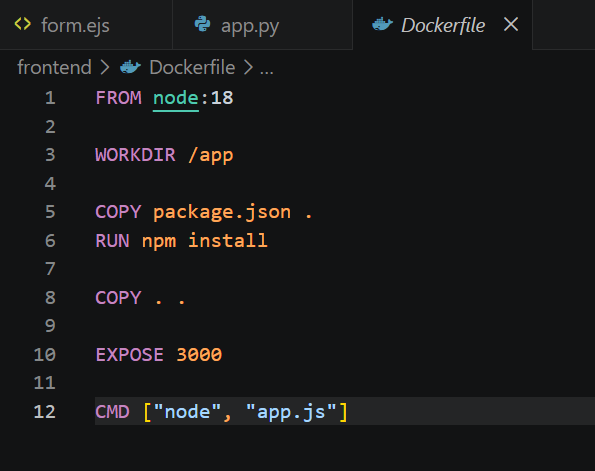 form.ejs app.py Dockerfile
frontend > Dockerfile > ...
1 FROM node:18
2
3 WORKDIR /app
4
5 COPY package.json .
6 RUN npm install
7
8 COPY . .
9
10 EXPOSE 3000
11
12 CMD ["node", "app.js"]